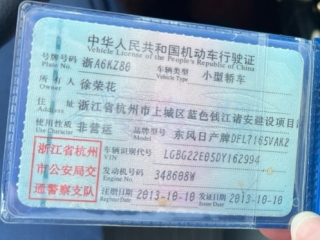 中华人民共和国机动车行驶证
Vehicle License of the People's Republic of China
号牌号码 浙A6KZ80 车辆类型 小型轿车
Plate No. Vehicle Type
所有人 徐荣花
Owner
住址 浙江省杭州市上城区蓝色钱江请安建设项目
Address
使用性质 非营运 品牌型号 东风日产牌DFL7165VAK2
Use Character Model
浙江省杭州
市公安局交
通警察支队
车辆识别代号 LGBG22E05DY162994
VIN
发动机号码 348608W
Engine No.
注册日期 2013-10-10 发证日期 2013-10-10
Register Date Issue Date